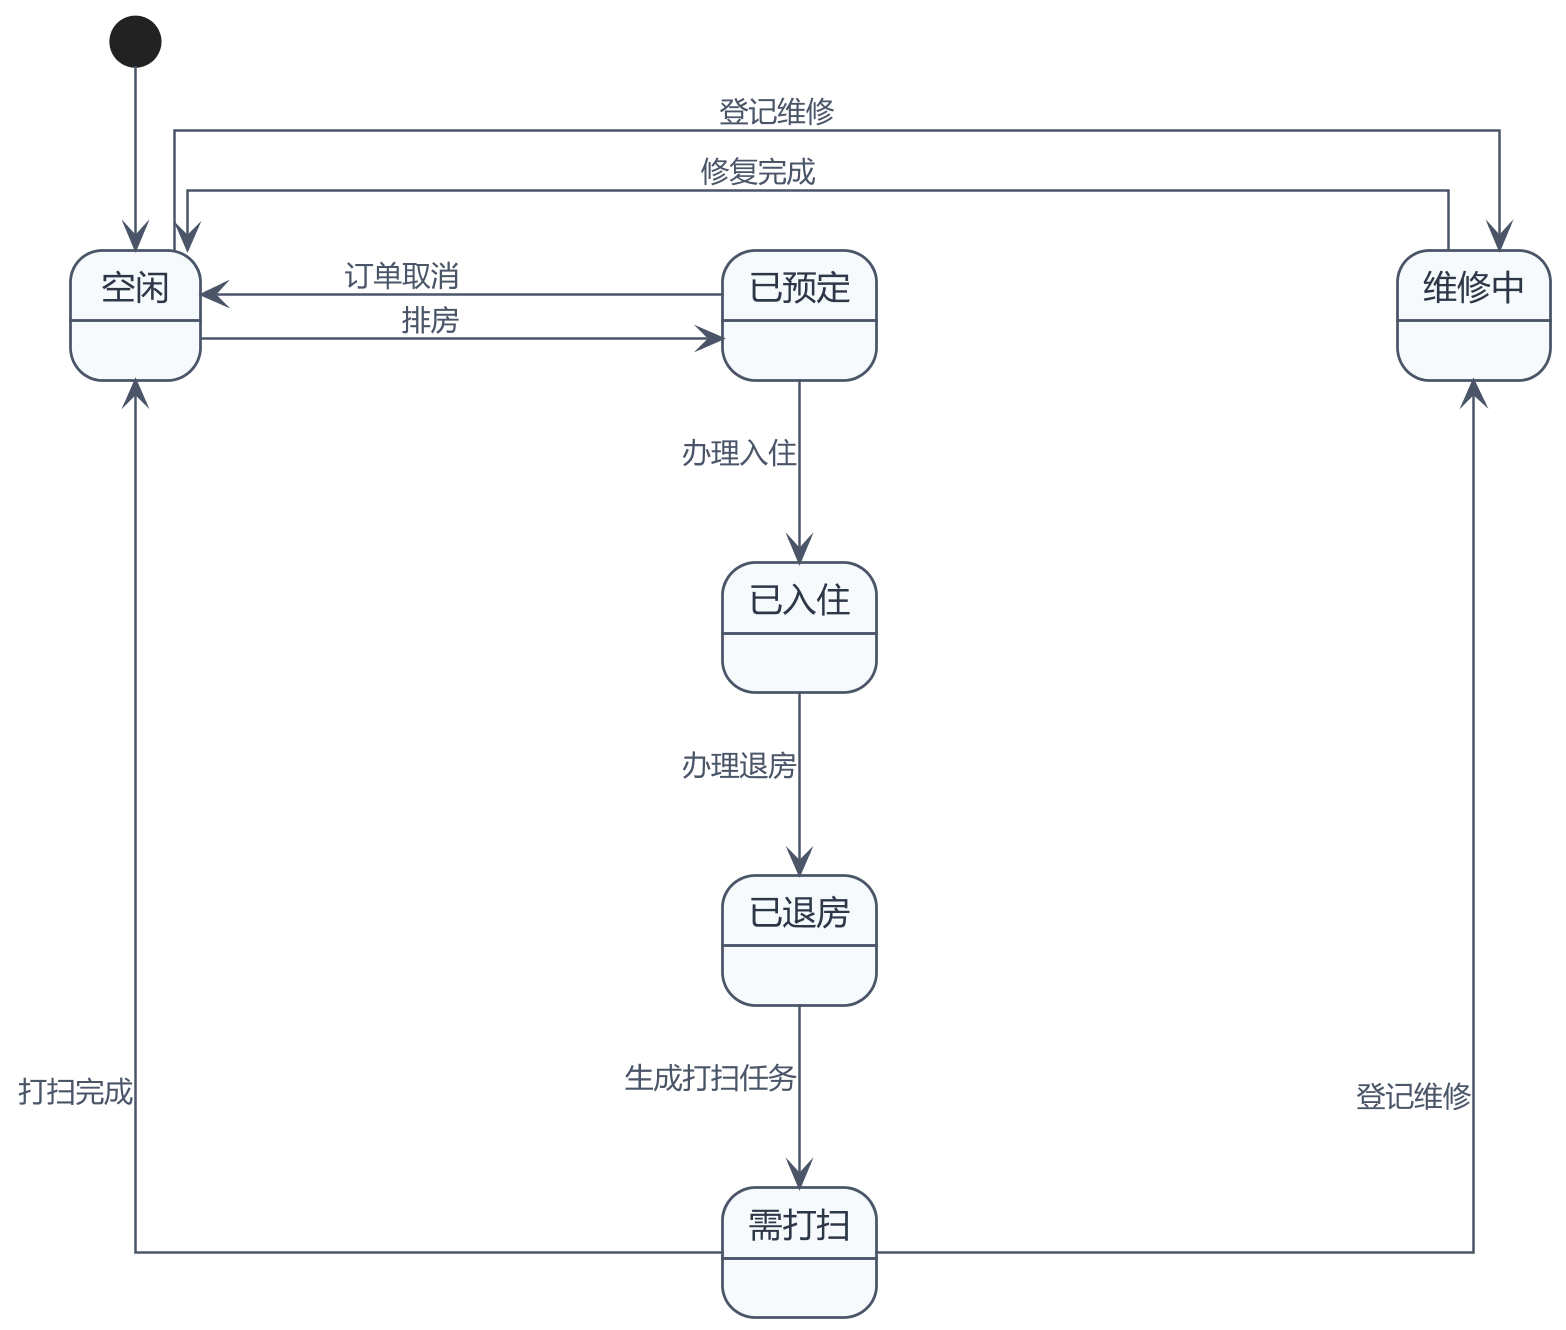 登记维修
修复完成
空闲
订单取消
排房
已预定
维修中
办理入住
已入住
办理退房
已退房
打扫完成
生成打扫任务
登记维修
需打扫